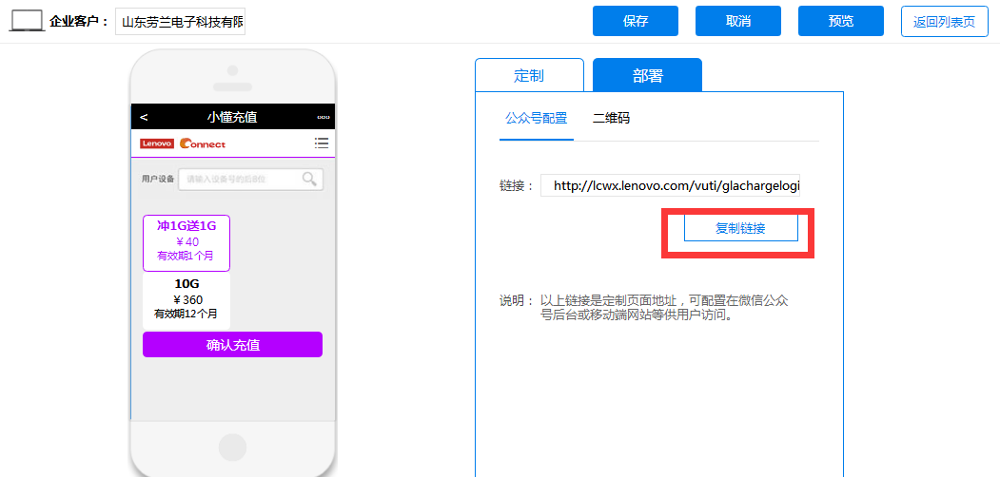 企业客户：
山东劳兰电子科技有限
保存
取消
预览
返回列表页
<
小懂充值
Lenovo Connect
用户设备
请输入设备号的后8位
冲1G送1G
￥40
有效期1个月
10G
￥360
有效期12个月
确认充值
定制
部署
公众号配置
二维码
链接：
http://lcwx.lenovo.com/vuti/glachargelogi
复制链接
说明：
以上链接是定制页面地址，可配置在微信公众
号后台或移动端网站等供用户访问。